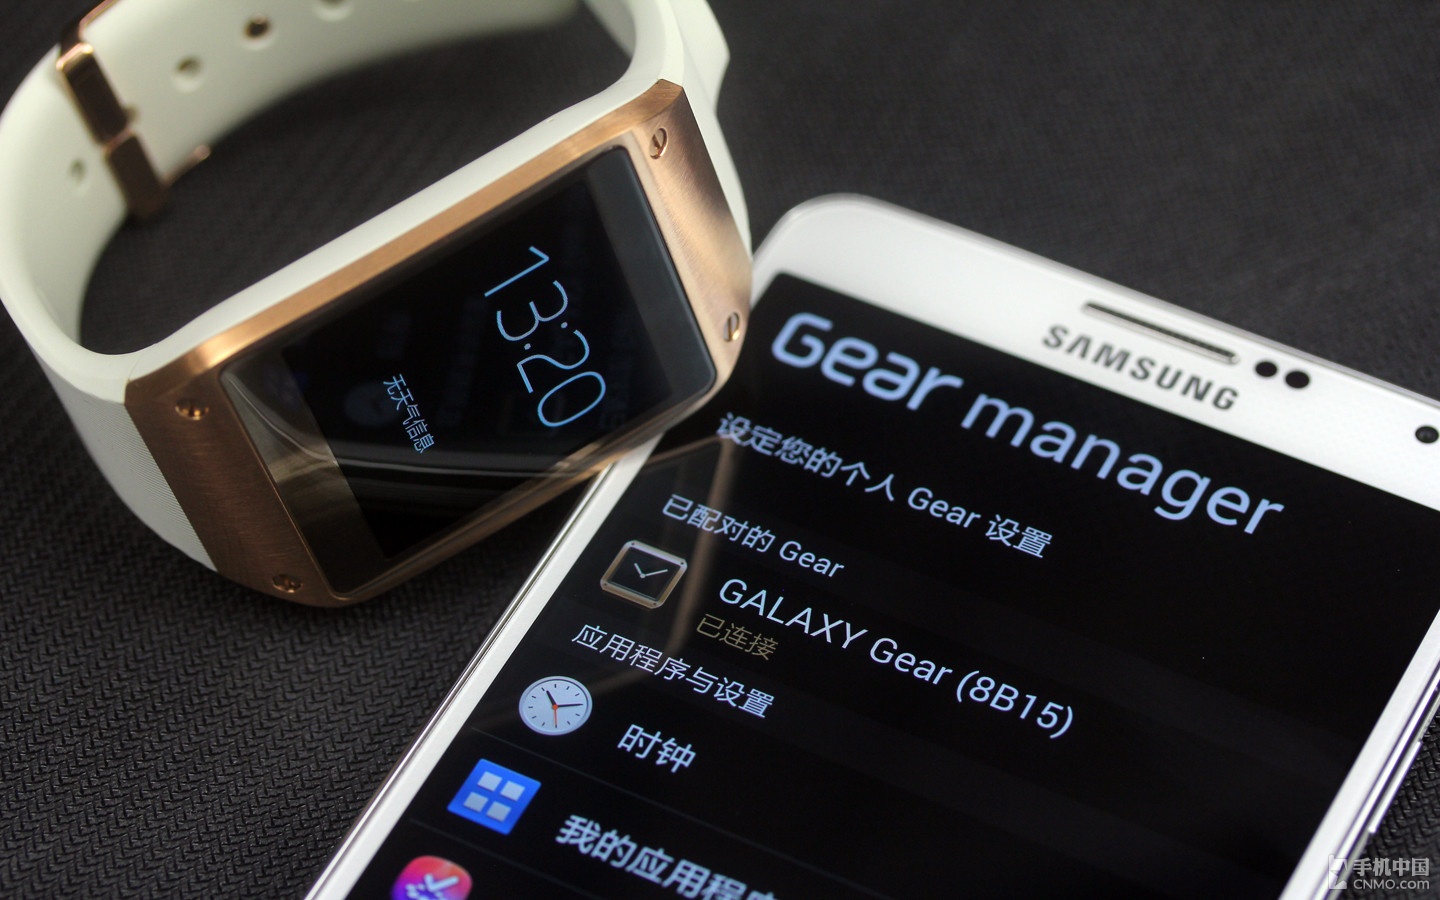 13:20
无天气信息
SAMSUNG
Gear manager
设定您的个人 Gear 设置
已配对的 Gear
GALAXY Gear (8B15)
已连接
应用程序与设置
时钟
我的应用程序
手机中国
CNMO.com